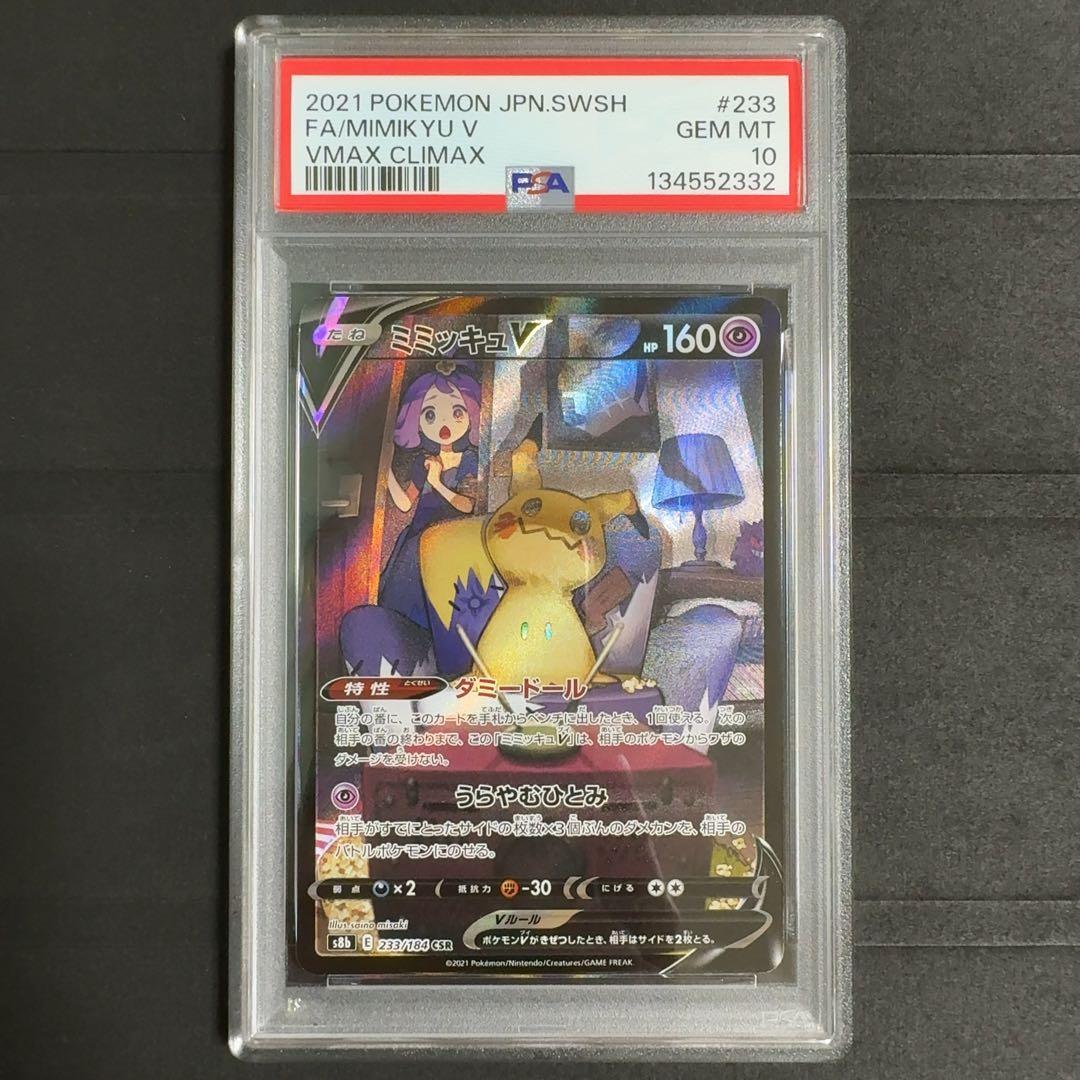 2021 POKEMON JPN.SWSH #233
FA/MIMIKYU V GEM MT
VMAX CLIMAX 10
PSA 134552332
たね ミミッキュV HP 160
特性 とくせい ダミードール
自分の番に、このカードを手札からベンチに出したとき、1回使える。次の
相手の番の終わりまで、この「ミミッキュV」は、相手のポケモンからワザの
ダメージを受けない。
うらやむひとみ
相手がすでにとったサイドの枚数×3個ぶんのダメカンを、相手の
バトルポケモンにのせる。
弱点 ×2 抵抗力 -30 にげる
Vルール
ポケモンVがきぜつしたとき、相手はサイドを2枚とる。
Illus. saino misaki
s8b E 233/184 CSR
©2021 Pokémon/Nintendo/Creatures/GAME FREAK.